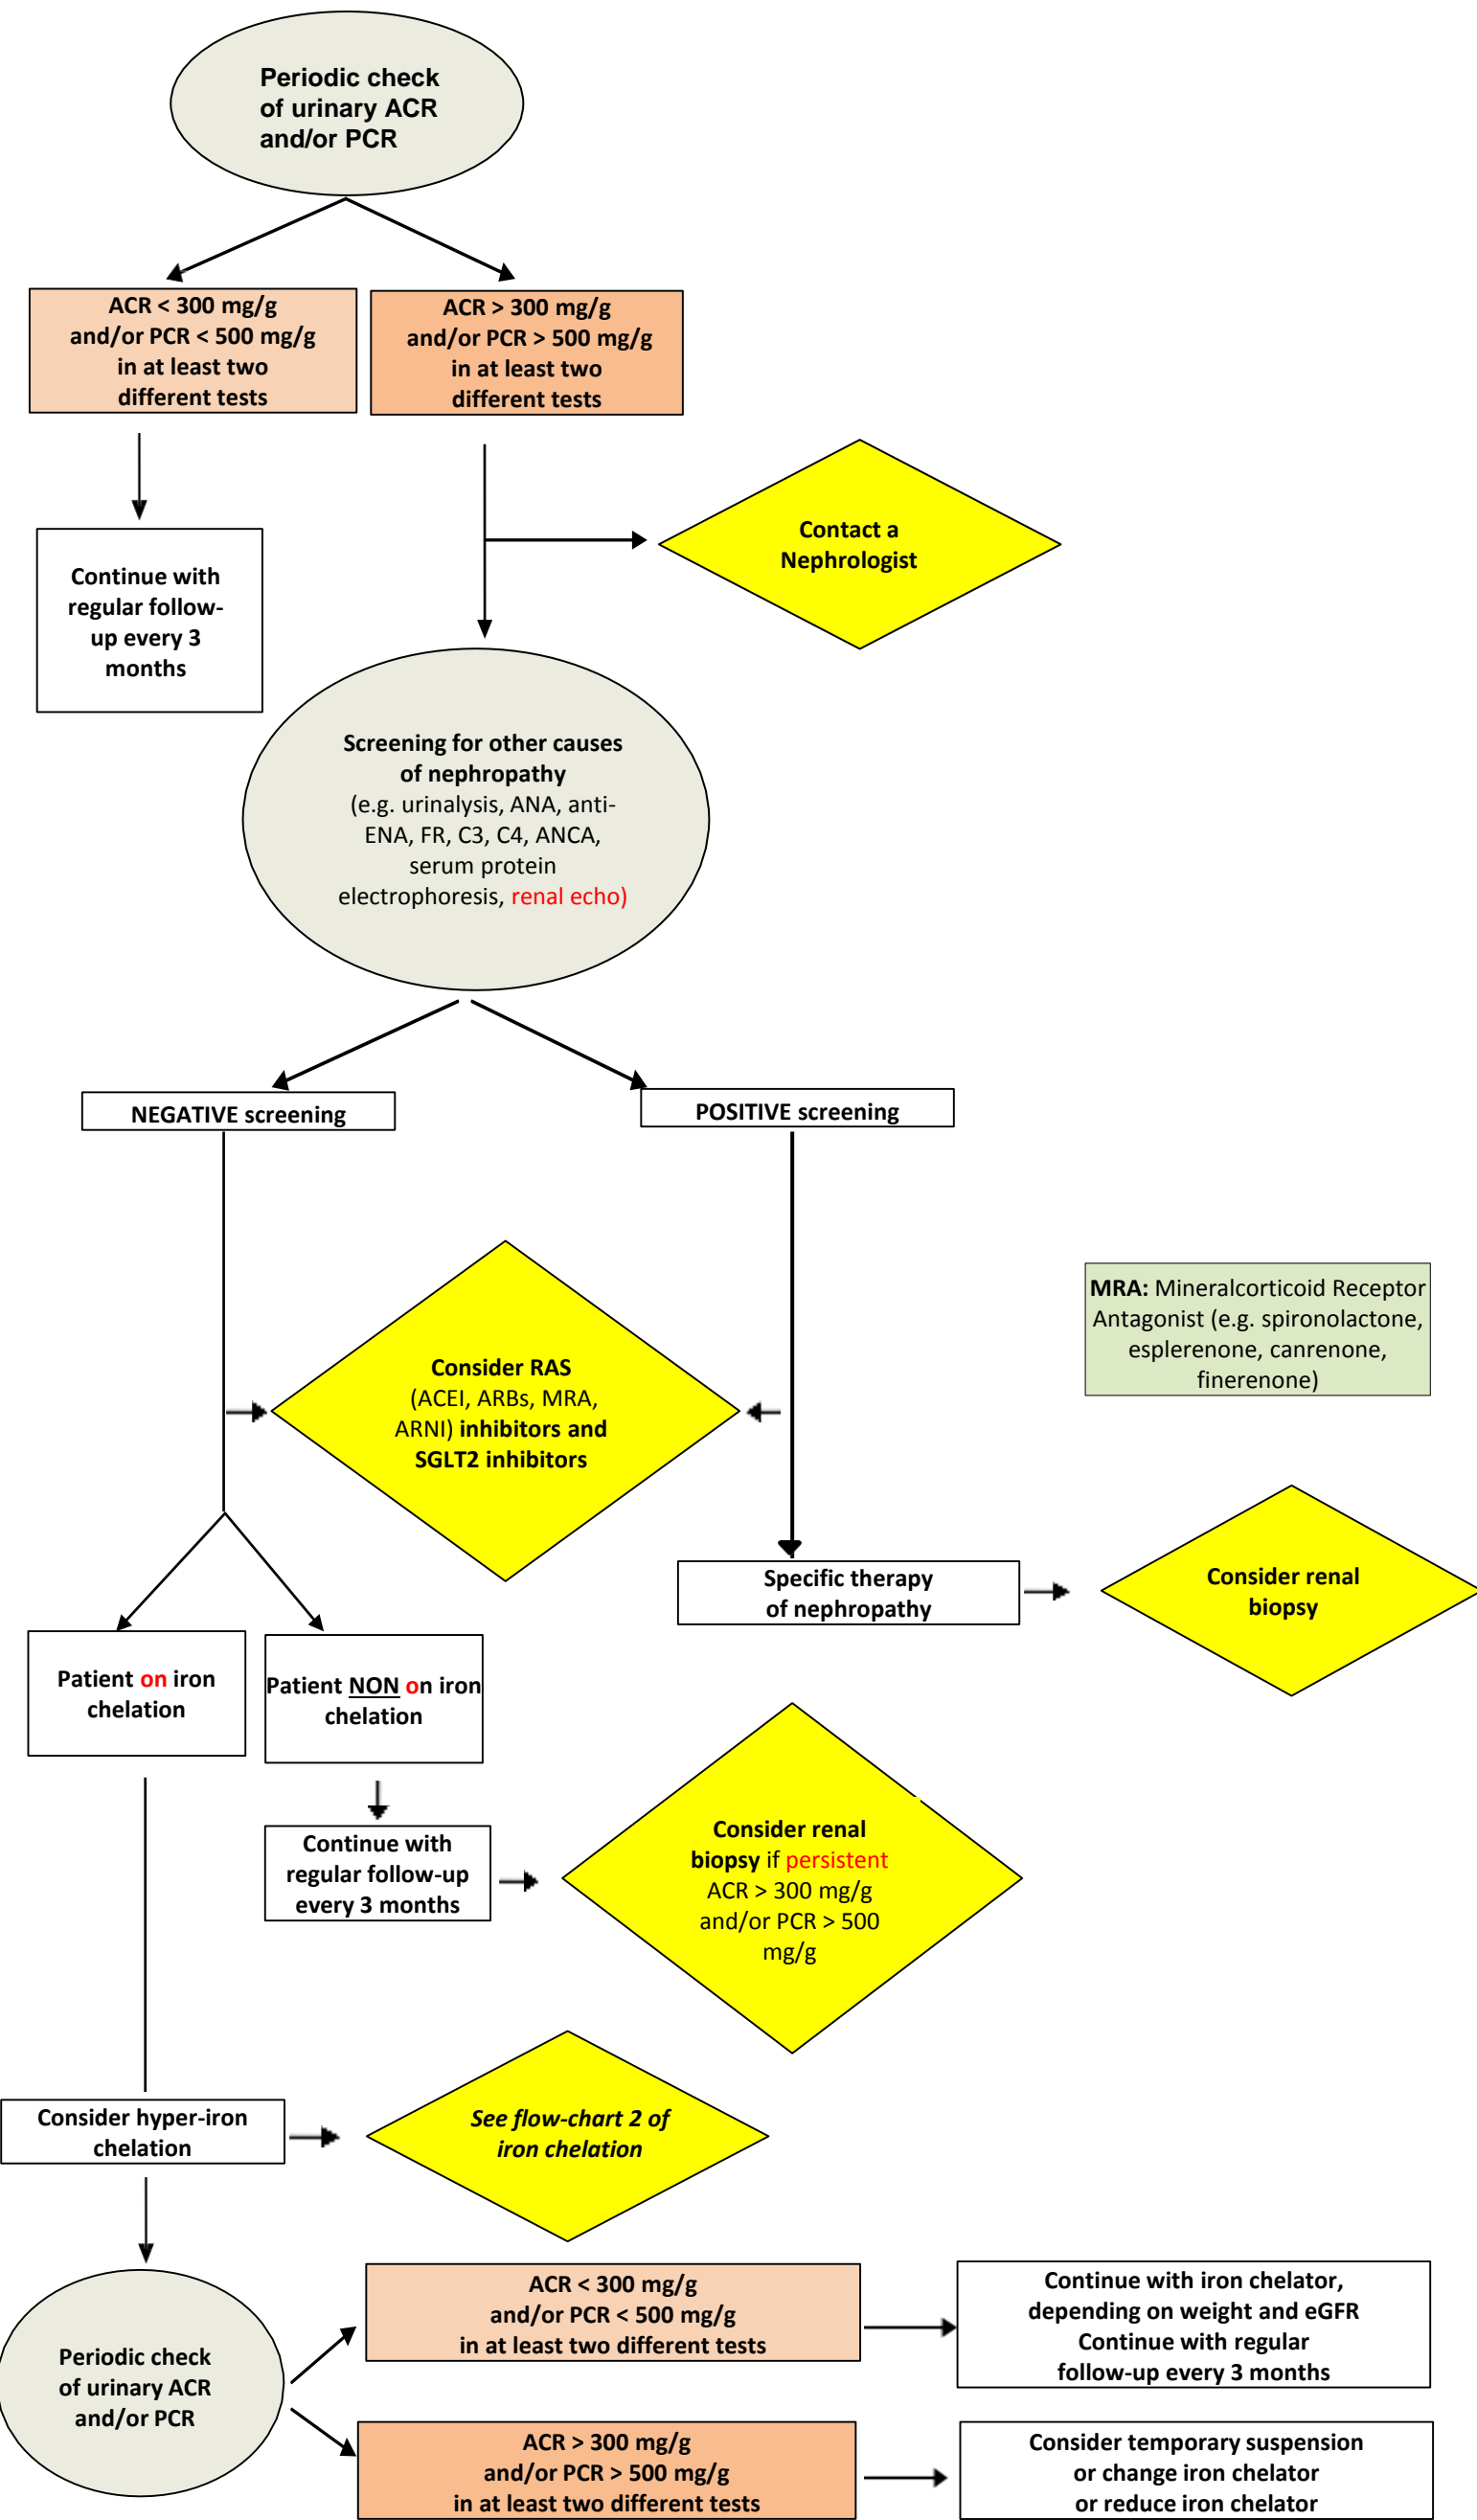 Periodic check
of urinary ACR
and/or PCR
ACR < 300 mg/g
and/or PCR < 500 mg/g
in at least two
different tests
ACR > 300 mg/g
and/or PCR > 500 mg/g
in at least two
different tests
Contact a
Nephrologist
Continue with
regular follow-
up every 3
months
Screening for other causes
of nephropathy
(e.g. urinalysis, ANA, anti-
ENA, FR, C3, C4, ANCA,
serum protein
electrophoresis, renal echo)
NEGATIVE screening
POSITIVE screening
Consider RAS
(ACEI, ARBs, MRA,
ARNI) inhibitors and
SGLT2 inhibitors
MRA: Mineralcorticoid Receptor
Antagonist (e.g. spironolactone,
esplerenone, canrenone,
finerenone)
Specific therapy
of nephropathy
Consider renal
biopsy
Patient on iron
chelation
Patient NON on iron
chelation
Continue with
regular follow-up
every 3 months
Consider renal
biopsy if persistent
ACR > 300 mg/g
and/or PCR > 500
mg/g
Consider hyper-iron
chelation
See flow-chart 2 of
iron chelation
Periodic check
of urinary ACR
and/or PCR
ACR < 300 mg/g
and/or PCR < 500 mg/g
in at least two different tests
Continue with iron chelator,
depending on weight and eGFR
Continue with regular
follow-up every 3 months
ACR > 300 mg/g
and/or PCR > 500 mg/g
in at least two different tests
Consider temporary suspension
or change iron chelator
or reduce iron chelator